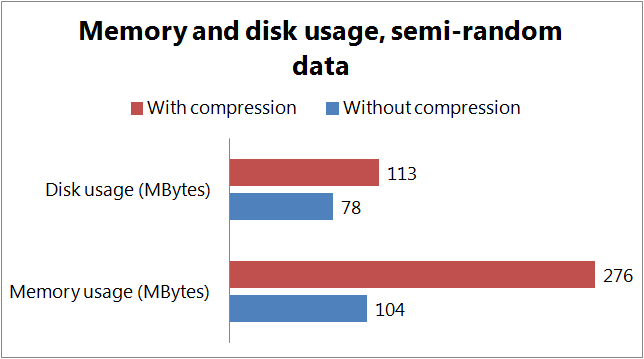 Memory and disk usage, semi-random
data
With compression Without compression
Disk usage (MBytes) 113
78
Memory usage (MBytes) 276
104